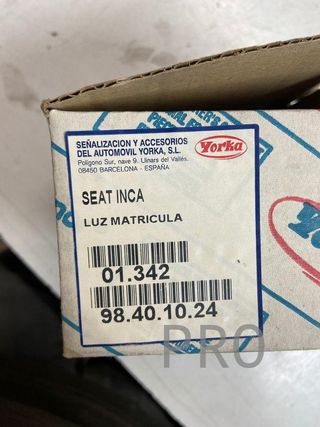 SEÑALIZACION Y ACCESORIOS
DEL AUTOMOVIL YORKA, S.L.
Polígono Sur, nave 9. Llinars del Vallés.
08450 BARCELONA - ESPAÑA
Yorka
SEAT INCA
LUZ MATRICULA
01.342
98.40.10.24
PRO